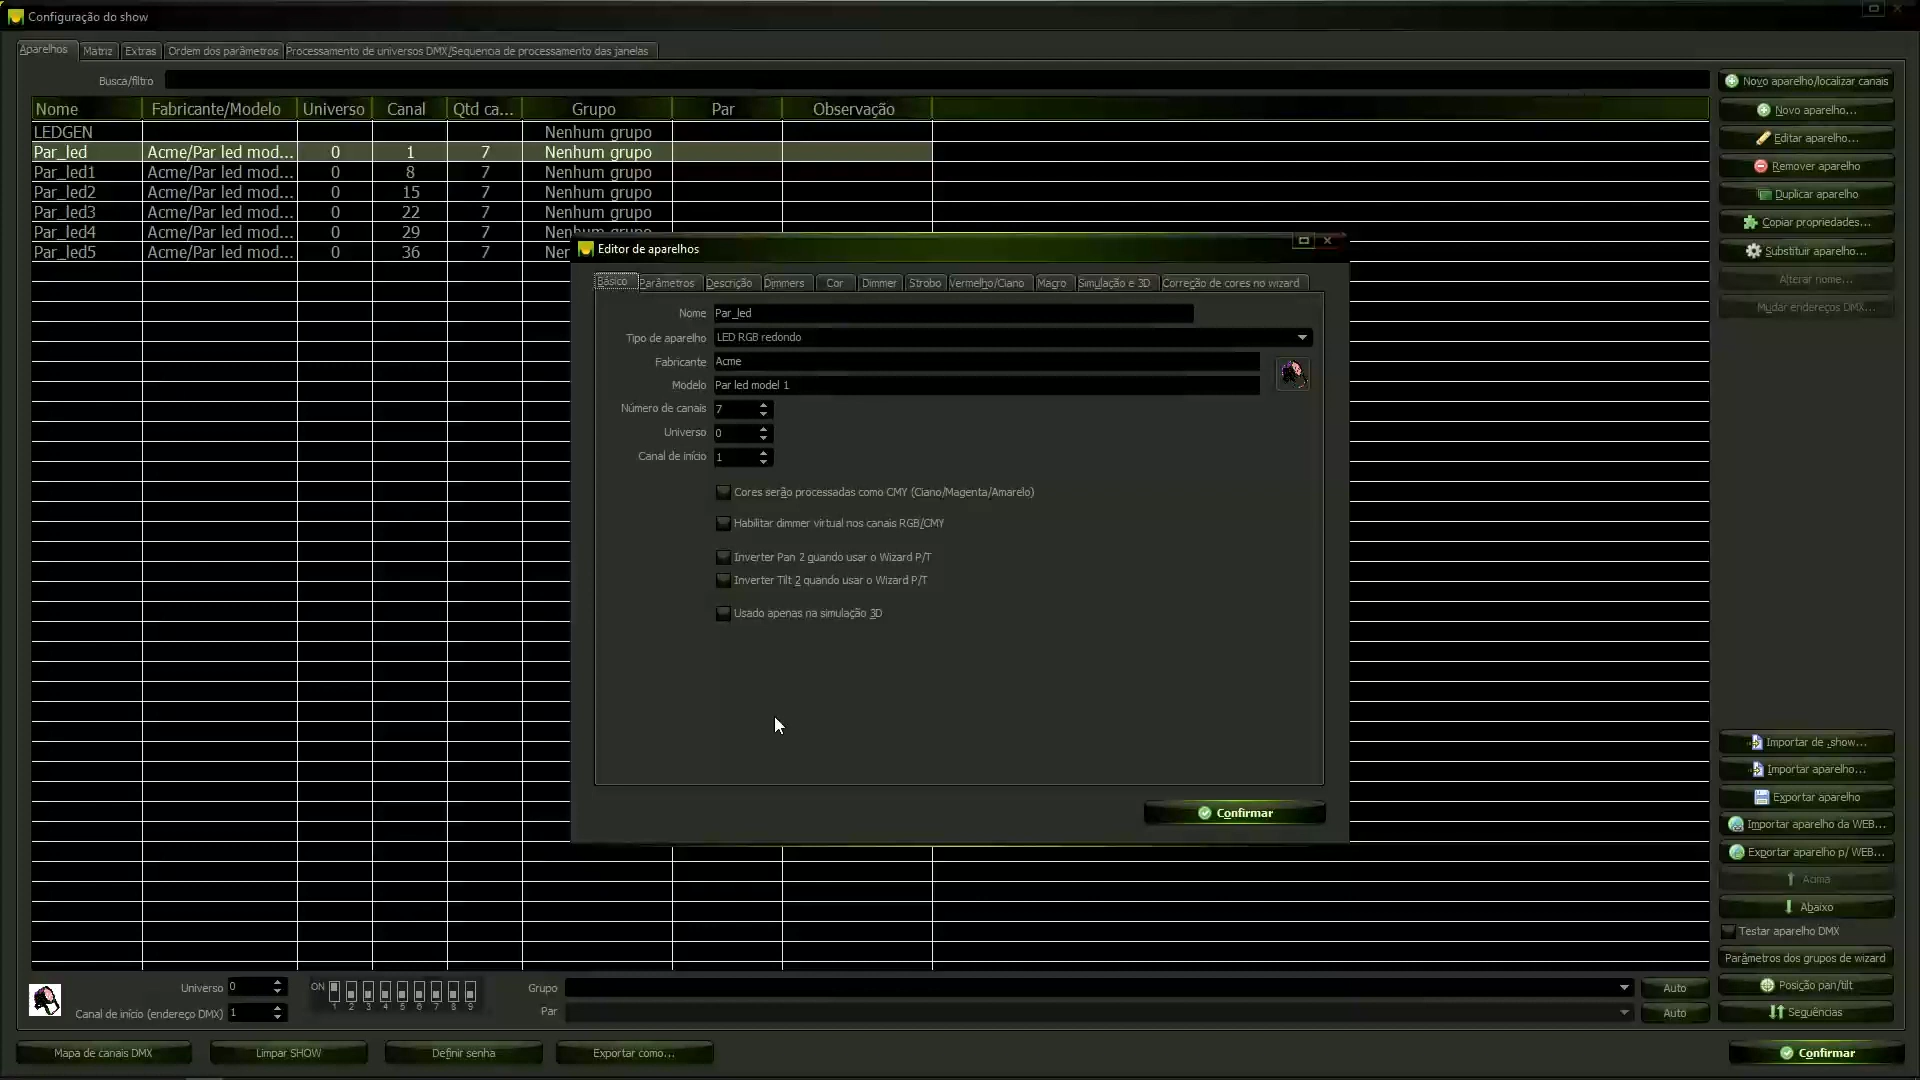 Configuração do show
Aparelhos Matriz Extras Ordem dos parâmetros Processamento de universos DMX/Sequencia de processamento das janelas
Busca/filtro
Novo aparelho/localizar canais
Nome Fabricante/Modelo Universo Canal Qtd ca... Grupo Par Observação
Novo aparelho...
LEDGEN Nenhum grupo
Editar aparelho...
Par_led Acme/Par led mod... 0 1 7 Nenhum grupo
Remover aparelho
Par_led1 Acme/Par led mod... 0 8 7 Nenhum grupo
Par_led2 Acme/Par led mod... 0 15 7 Nenhum grupo
Duplicar aparelho
Par_led3 Acme/Par led mod... 0 22 7 Nenhum grupo
Copiar propriedades...
Par_led4 Acme/Par led mod... 0 29 7 Nenhum grupo
Par_led5 Acme/Par led mod... 0 36 7 Ner
Substituir aparelho...
Alterar nome...
Mudar endereços DMX...
Editor de aparelhos
Básico Parâmetros Descrição Dimmers Cor Dimmer Strobo Vermelho/Ciano Macro Simulação e 3D Correção de cores no wizard
Nome Par_led
Tipo de aparelho LED RGB redondo
Fabricante Acme
Modelo Par led model 1
Número de canais 7
Universo 0
Canal de início 1
Cores serão processadas como CMY (Ciano/Magenta/Amarelo)
Habilitar dimmer virtual nos canais RGB/CMY
Inverter Pan 2 quando usar o Wizard P/T
Inverter Tilt 2 quando usar o Wizard P/T
Usado apenas na simulação 3D
Confirmar
Importar de .show...
Importar aparelho...
Exportar aparelho
Importar aparelho da WEB...
Exportar aparelho p/ WEB...
Acima
Abaixo
Testar aparelho DMX
Parâmetros dos grupos de wizard
Posição pan/tilt
Sequências
Universo 0 ON 1 2 3 4 5 6 7 8 9 Grupo Auto
Canal de início (endereço DMX) 1 Par Auto
Mapa de canais DMX Limpar SHOW Definir senha Exportar como... Confirmar